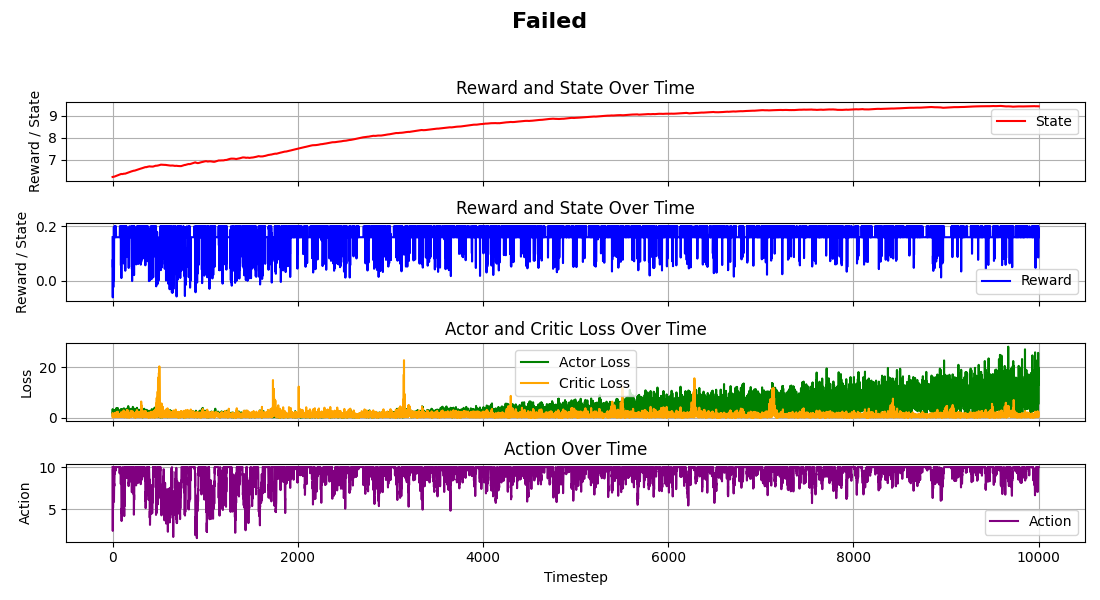 Failed
Reward and State Over Time
Reward / State
9
8
7
State
Reward and State Over Time
Reward / State
0.2
0.0
Reward
Actor and Critic Loss Over Time
Loss
20
0
Actor Loss
Critic Loss
Action Over Time
Action
10
5
Action
0
2000
4000
6000
8000
10000
Timestep